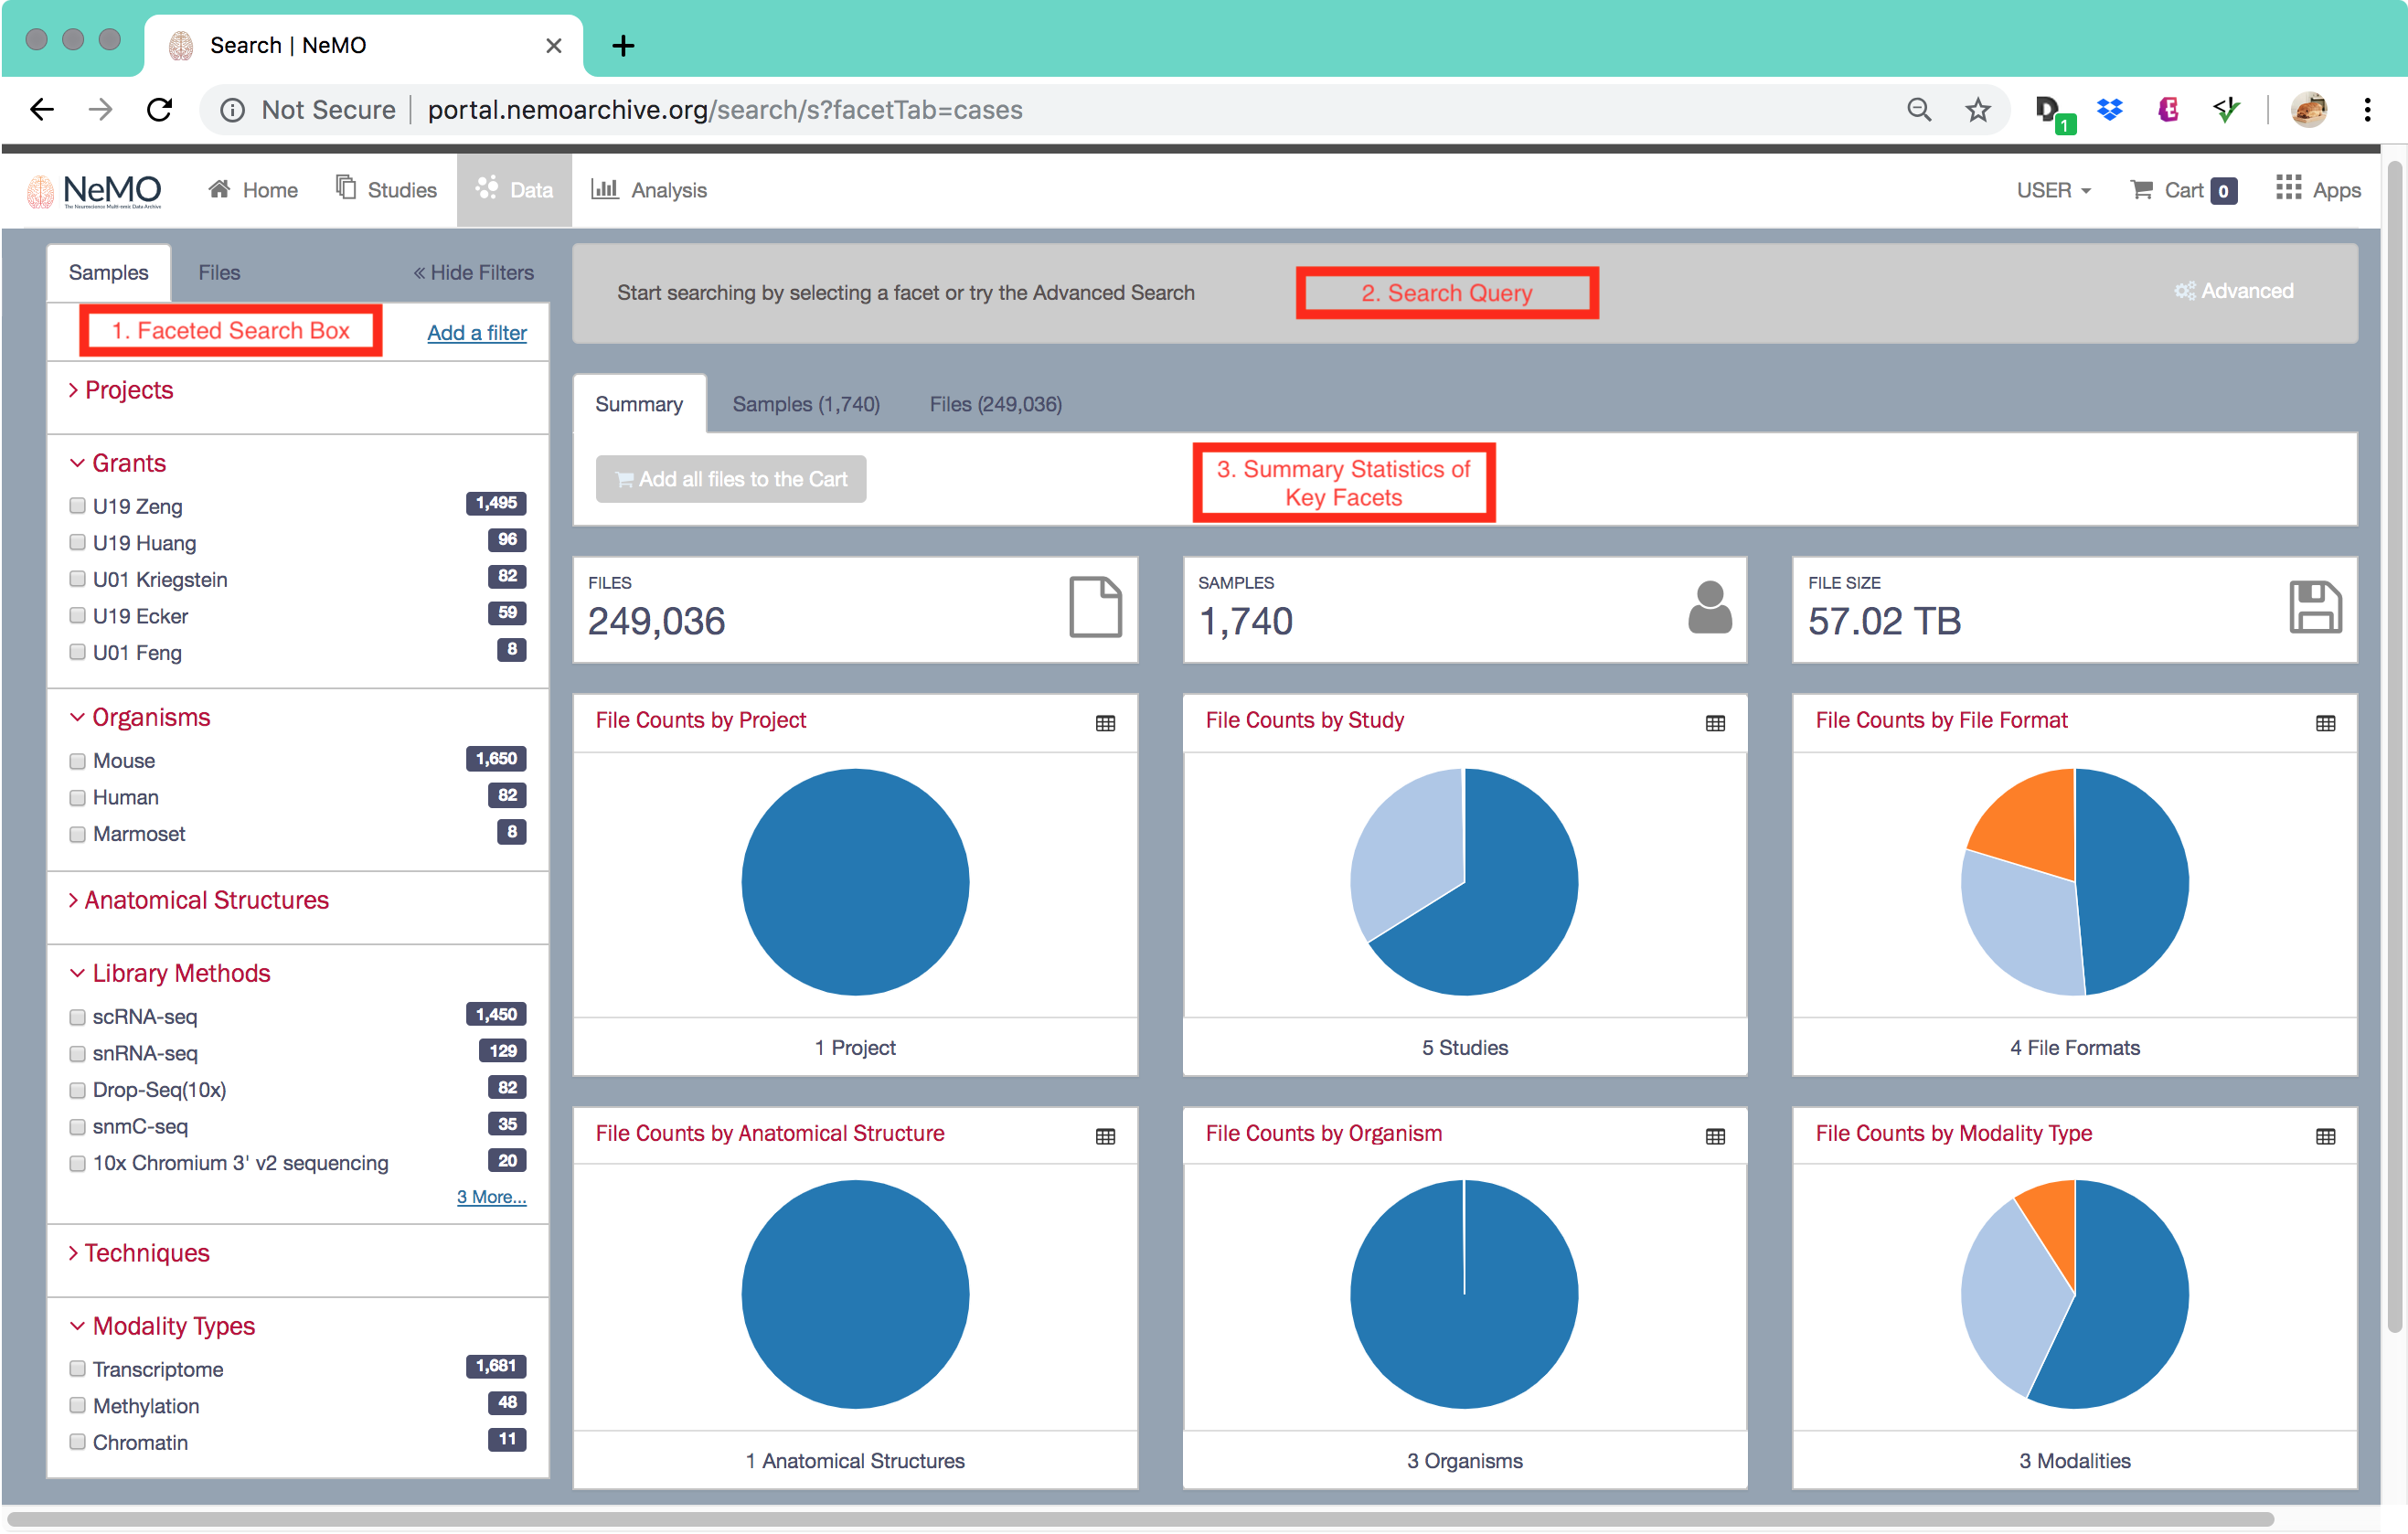 Search | NeMO
Not Secure
portal.nemoarchive.org/search/s?facetTab=cases
1
NeMO
The Neuroscience Multi-omic Data Archive
Home
Studies
Data
Analysis
USER
Cart 0
Apps
Samples
Files
« Hide Filters
1. Faceted Search Box
Add a filter
Projects
Grants
U19 Zeng 1,495
U19 Huang 96
U01 Kriegstein 82
U19 Ecker 59
U01 Feng 8
Organisms
Mouse 1,650
Human 82
Marmoset 8
Anatomical Structures
Library Methods
scRNA-seq 1,450
snRNA-seq 129
Drop-Seq(10x) 82
snmC-seq 35
10x Chromium 3' v2 sequencing 20
3 More...
Techniques
Modality Types
Transcriptome 1,681
Methylation 48
Chromatin 11
Start searching by selecting a facet or try the Advanced Search
2. Search Query
Advanced
Summary
Samples (1,740)
Files (249,036)
Add all files to the Cart
3. Summary Statistics of
Key Facets
FILES
249,036
SAMPLES
1,740
FILE SIZE
57.02 TB
File Counts by Project
1 Project
File Counts by Study
5 Studies
File Counts by File Format
4 File Formats
File Counts by Anatomical Structure
1 Anatomical Structures
File Counts by Organism
3 Organisms
File Counts by Modality Type
3 Modalities